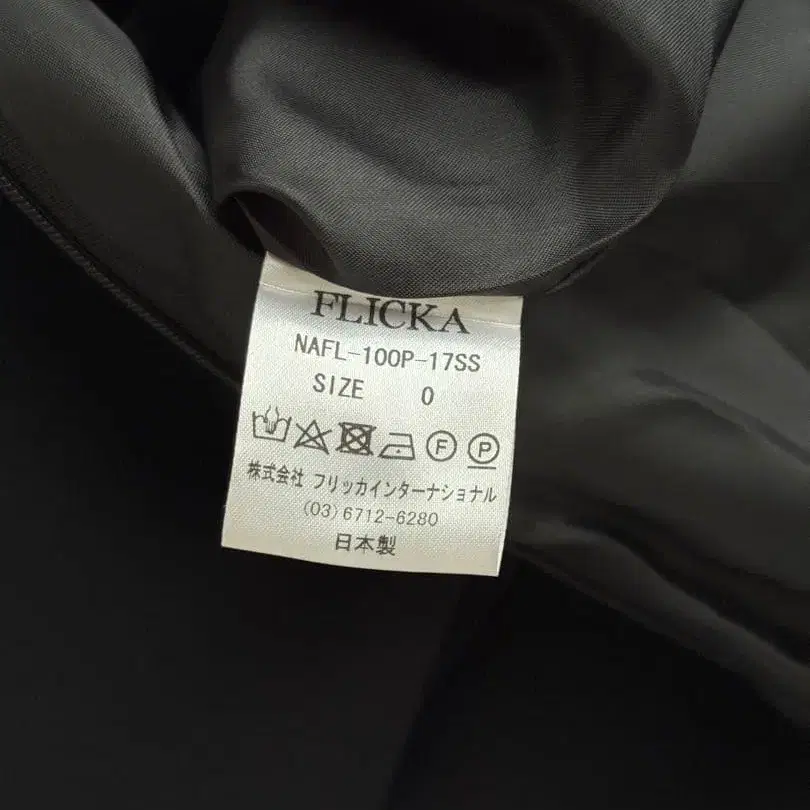 FLICKA
NAFL-100P-17SS
SIZE 0
F P
株式会社 フリッカインターナショナル
(03)6712-6280
日本製